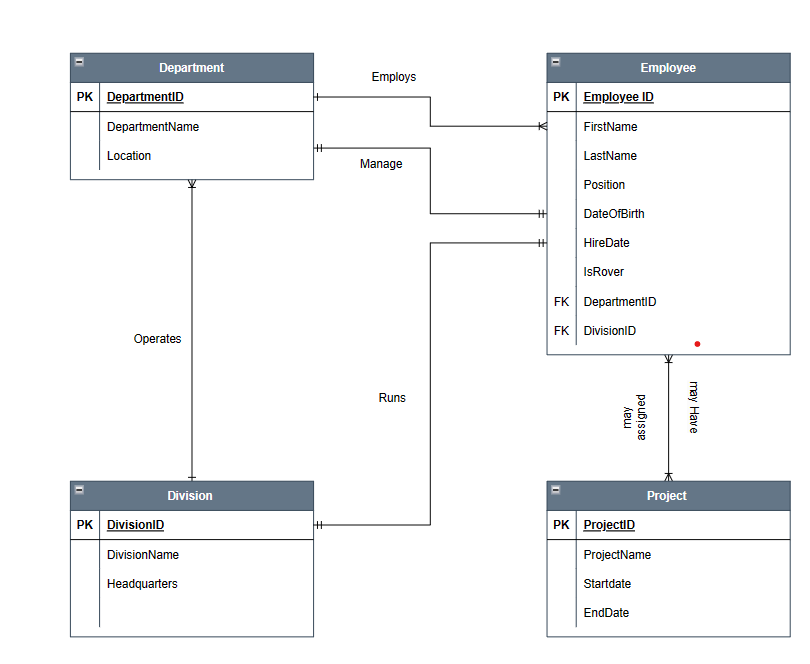 Department
PK DepartmentID
DepartmentName
Location
Employs
Manage
Employee
PK Employee ID
FirstName
LastName
Position
DateOfBirth
HireDate
IsRover
FK DepartmentID
FK DivisionID
Operates
Runs
may
assigned
may Have
Division
PK DivisionID
DivisionName
Headquarters
Project
PK ProjectID
ProjectName
Startdate
EndDate